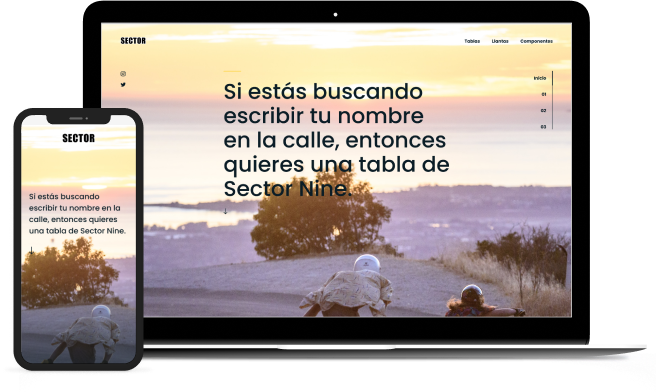 SECTOR
Tablas Llantas Componentes
Inicio
01
02
03
Si estás buscando
escribir tu nombre
en la calle, entonces
quieres una tabla de
Sector Nine.
SECTOR
Si estás buscando
escribir tu nombre en la
calle, entonces quieres
una tabla de Sector Nine.